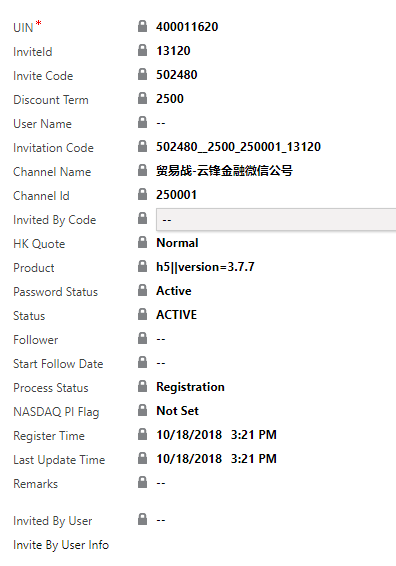 UIN* 400011620
InviteId 13120
Invite Code 502480
Discount Term 2500
User Name --
Invitation Code 502480__2500_250001_13120
Channel Name 贸易战-云锋金融微信公号
Channel Id 250001
Invited By Code --
HK Quote Normal
Product h5||version=3.7.7
Password Status Active
Status ACTIVE
Follower --
Start Follow Date --
Process Status Registration
NASDAQ PI Flag Not Set
Register Time 10/18/2018 3:21 PM
Last Update Time 10/18/2018 3:21 PM
Remarks --
Invited By User --
Invite By User Info